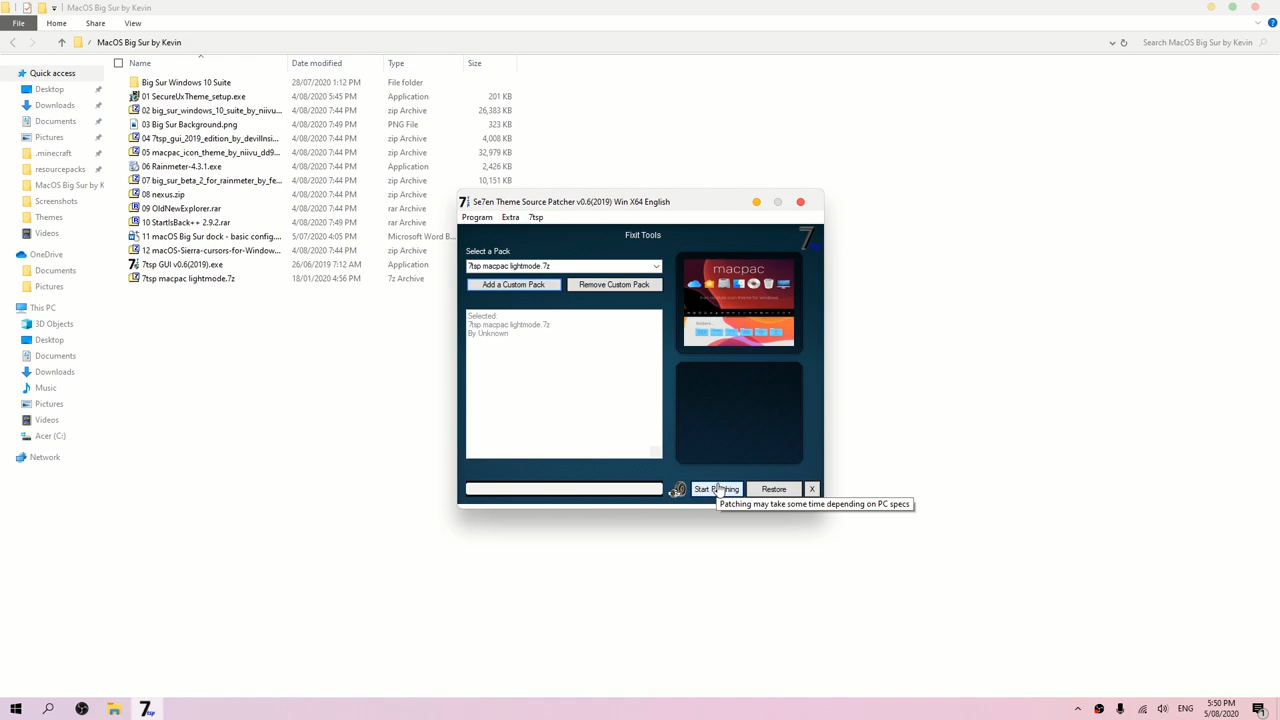 MacOS Big Sur by Kevin
File Home Share View
/ MacOS Big Sur by Kevin
Search MacOS Big Sur by Kevin
Name Date modified Type Size
Quick access
Desktop
Downloads
Documents
Pictures
.minecraft
resourcepacks
MacOS Big Sur by K
Screenshots
Themes
Videos
OneDrive
Documents
Pictures
This PC
3D Objects
Desktop
Documents
Downloads
Music
Pictures
Videos
Acer (C:)
Network
Big Sur Windows 10 Suite 28/07/2020 1:12 PM File folder
01 SecureUxTheme_setup.exe 4/08/2020 5:45 PM Application 201 KB
02 big_sur_windows_10_suite_by_niivu... 4/08/2020 7:44 PM zip Archive 26,383 KB
03 Big Sur Background.png 4/08/2020 7:44 PM PNG File 323 KB
04 7tsp_gui_2019_edition_by_devillnsi... 4/08/2020 7:44 PM zip Archive 4,008 KB
05 macpac_icon_theme_by_niivu_dd9... 4/08/2020 7:44 PM zip Archive 32,979 KB
06 Rainmeter-4.3.1.exe 4/08/2020 7:44 PM Application 2,426 KB
07 big_sur_beta_2_for_rainmeter_by_fe... 4/08/2020 7:44 PM zip Archive 10,151 KB
08 nexus.zip 4/08/2020 7:44 PM zip Archive
09 OldNewExplorer.rar 4/08/2020 7:44 PM rar Archive
10 StartIsBack++ 2.9.2.rar 4/08/2020 7:49 PM rar Archive
11 macOS Big Sur dock - basic config.... 5/07/2020 4:05 PM Microsoft Word B...
12 macOS-Sierra-cursors-for-Window... 4/08/2020 7:44 PM zip Archive
7tsp GUI v0.6(2019).exe 26/06/2019 7:12 AM Application
7tsp macpac lightmode.7z 18/01/2020 4:56 PM 7z Archive
Se7en Theme Source Patcher v0.6(2019) Win X64 English
Program Extra 7tsp
Fixit Tools
Select a Pack
7tsp macpac lightmode.7z
Add a Custom Pack Remove Custom Pack
Selected:
7tsp macpac lightmode.7z
By Unknown
macpac
Start Patching Restore X
Patching may take some time depending on PC specs
ENG
5:50 PM
5/08/2020